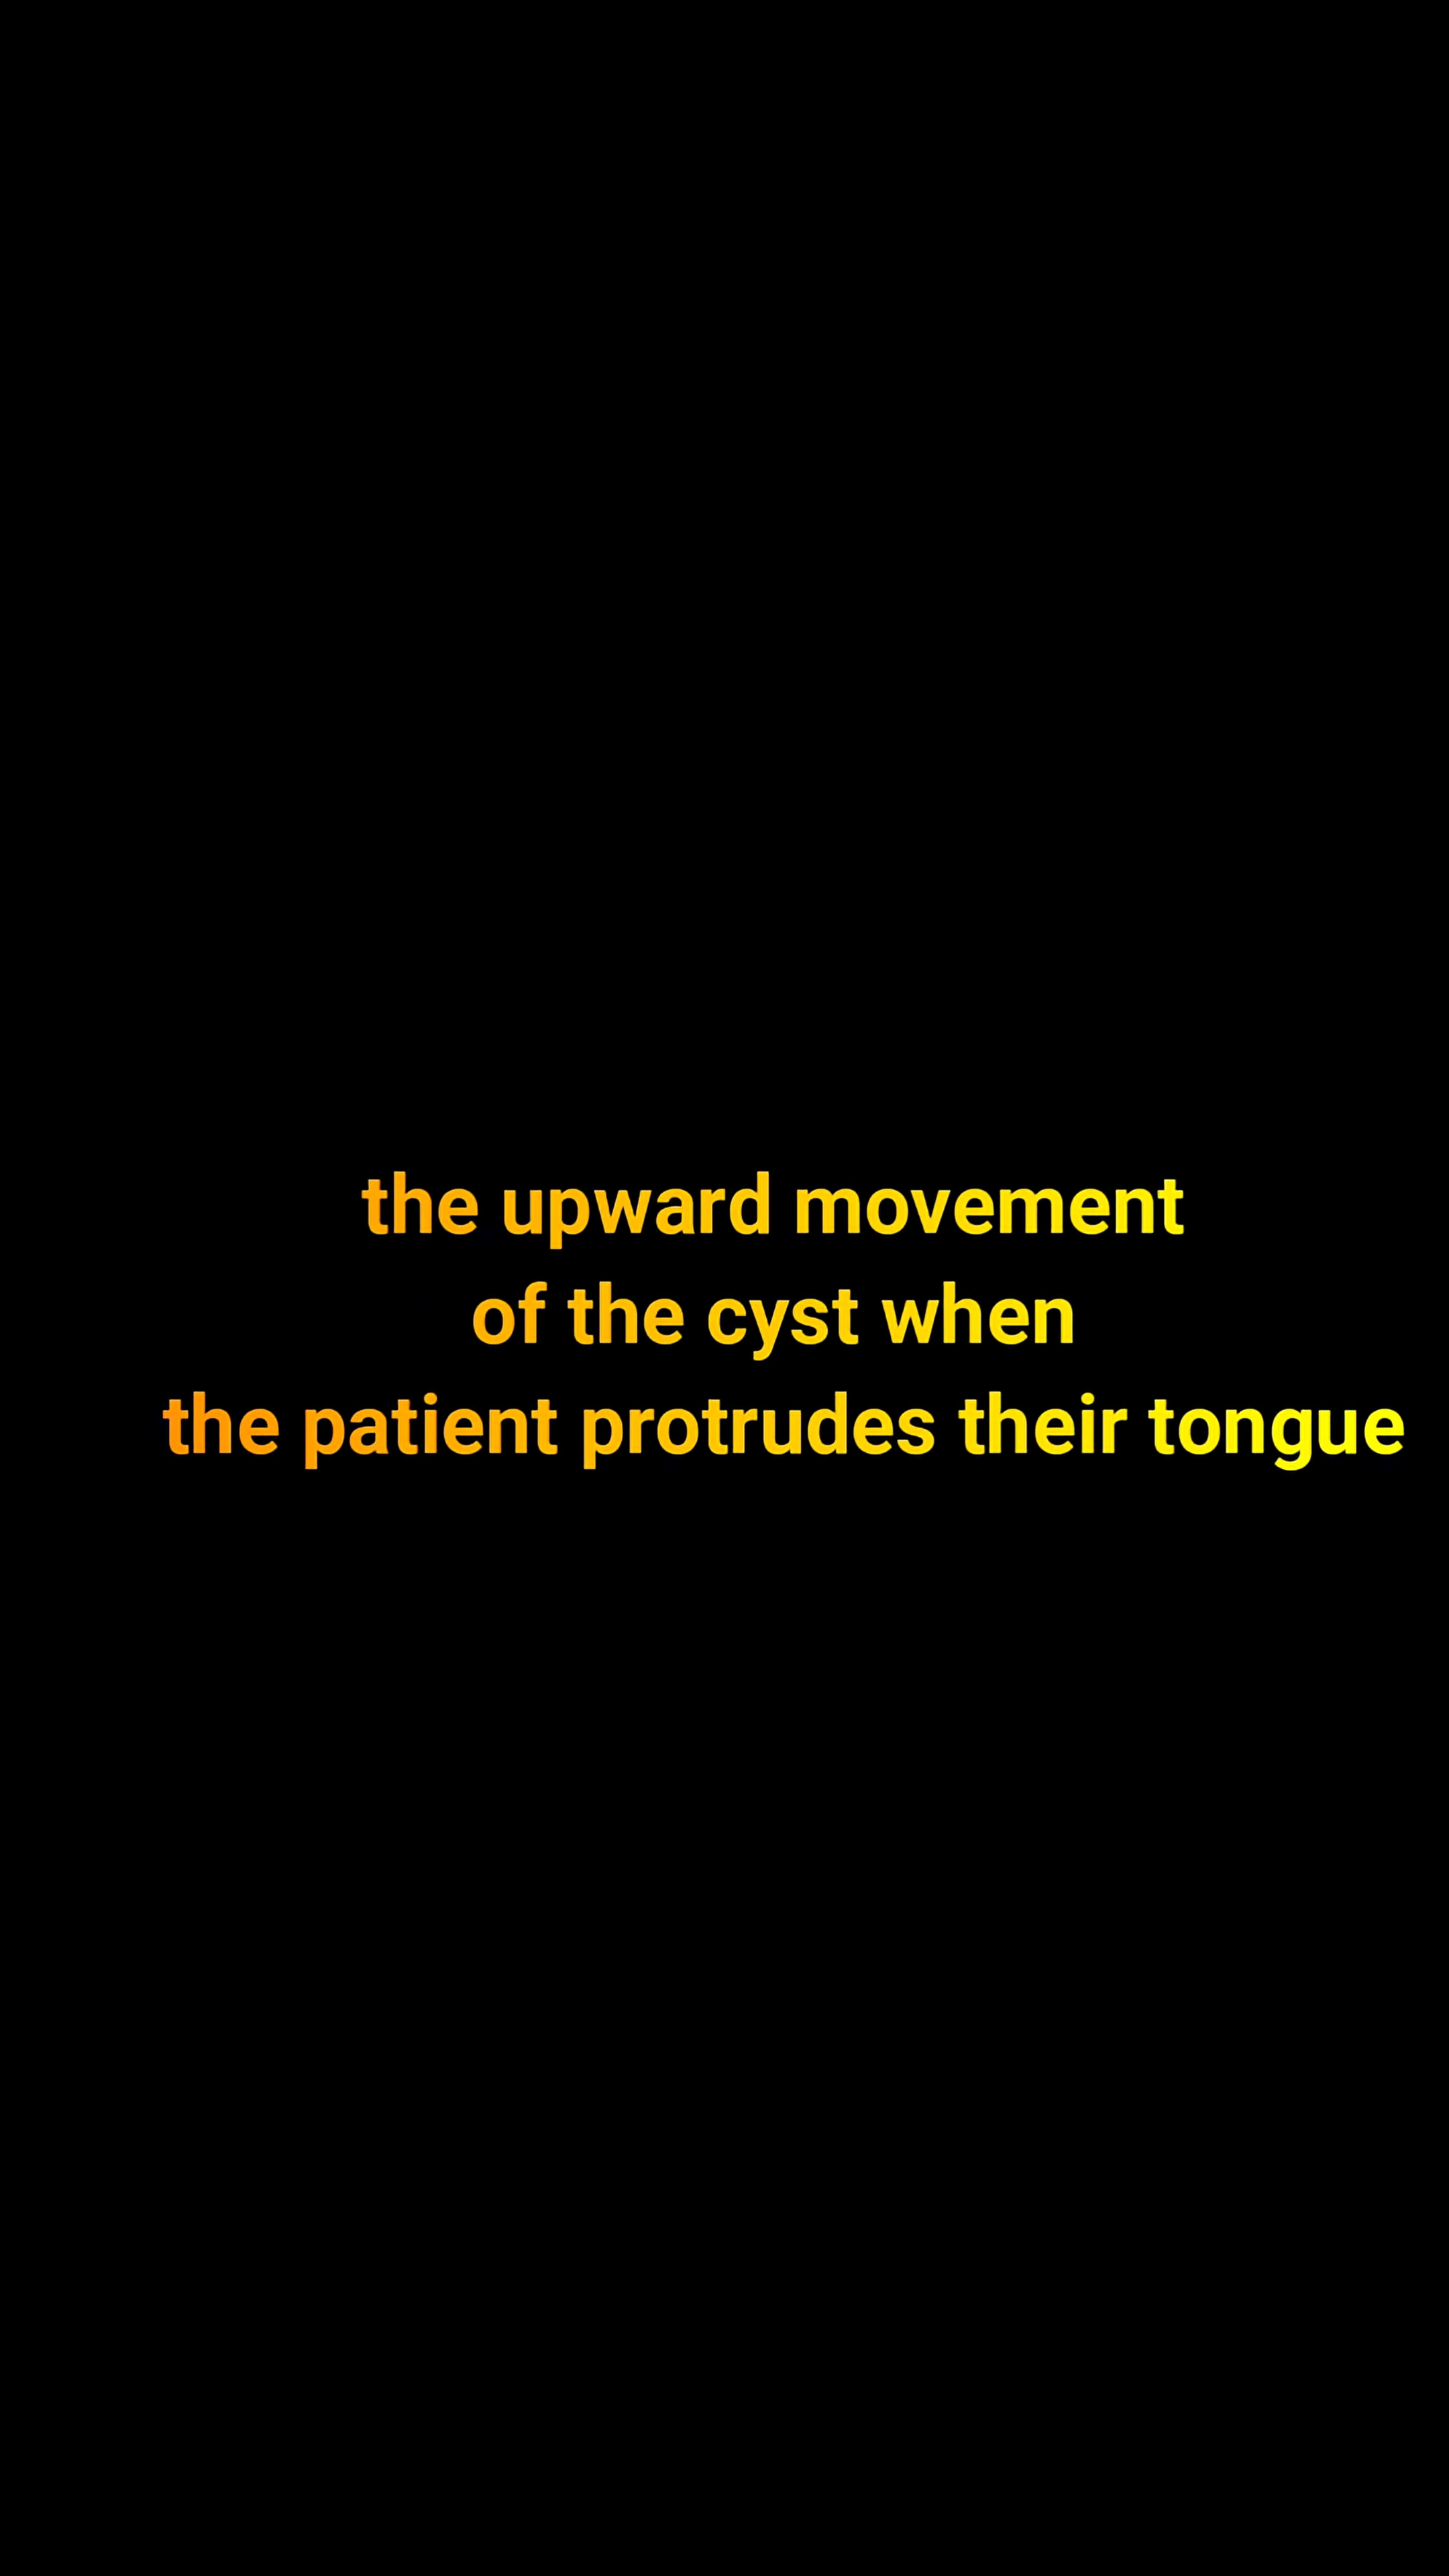 the upward movement
of the cyst when
the patient protrudes their tongue